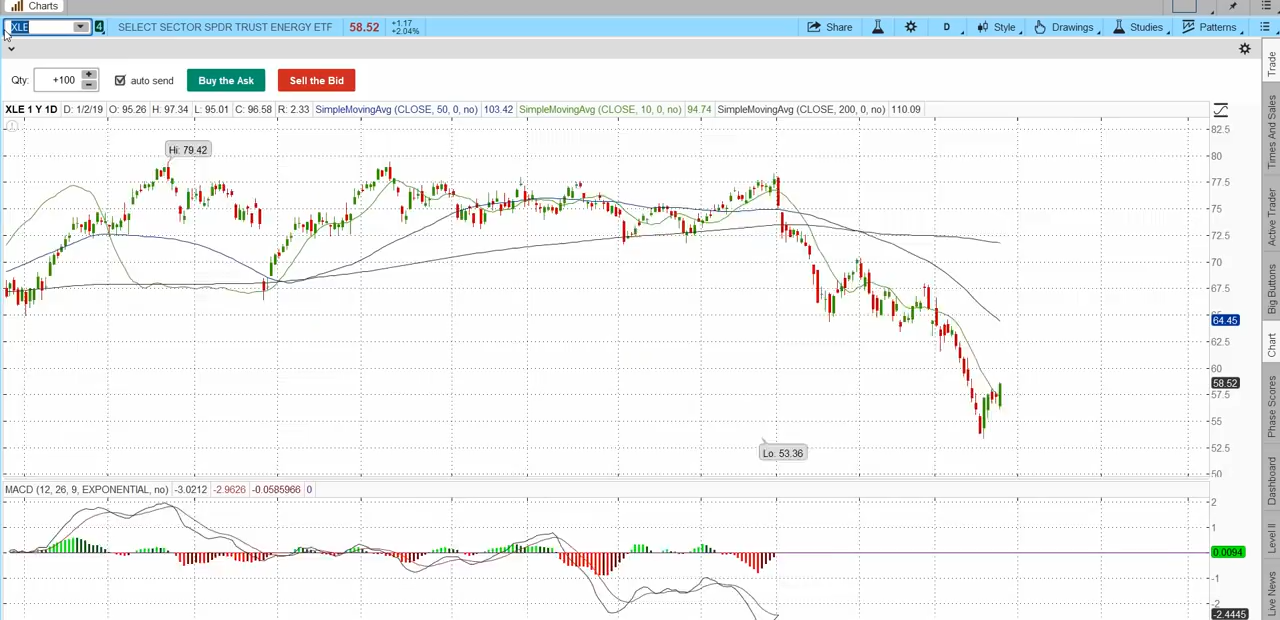 Charts
XLE 4 SELECT SECTOR SPDR TRUST ENERGY ETF 58.52 +1.17 +2.04% Share D Style Drawings Studies Patterns
Qty: +100 auto send Buy the Ask Sell the Bid
XLE 1 Y 1D D: 1/2/19 O: 95.26 H: 97.34 L: 95.01 C: 96.58 R: 2.33 SimpleMovingAvg (CLOSE, 50, 0, no) 103.42 SimpleMovingAvg (CLOSE, 10, 0, no) 94.74 SimpleMovingAvg (CLOSE, 200, 0, no) 110.09
Hi: 79.42
Lo: 53.36
82.5
80
77.5
75
72.5
70
67.5
64.45
62.5
60
58.52
57.5
55
52.5
50
MACD (12, 26, 9, EXPONENTIAL, no) -3.0212 -2.9626 -0.0585966 0
2
1
0.0094
-1
-2
-2.4445
Trade
Times And Sales
Active Trader
Big Buttons
Chart
Phase Scores
Dashboard
Level II
Live News